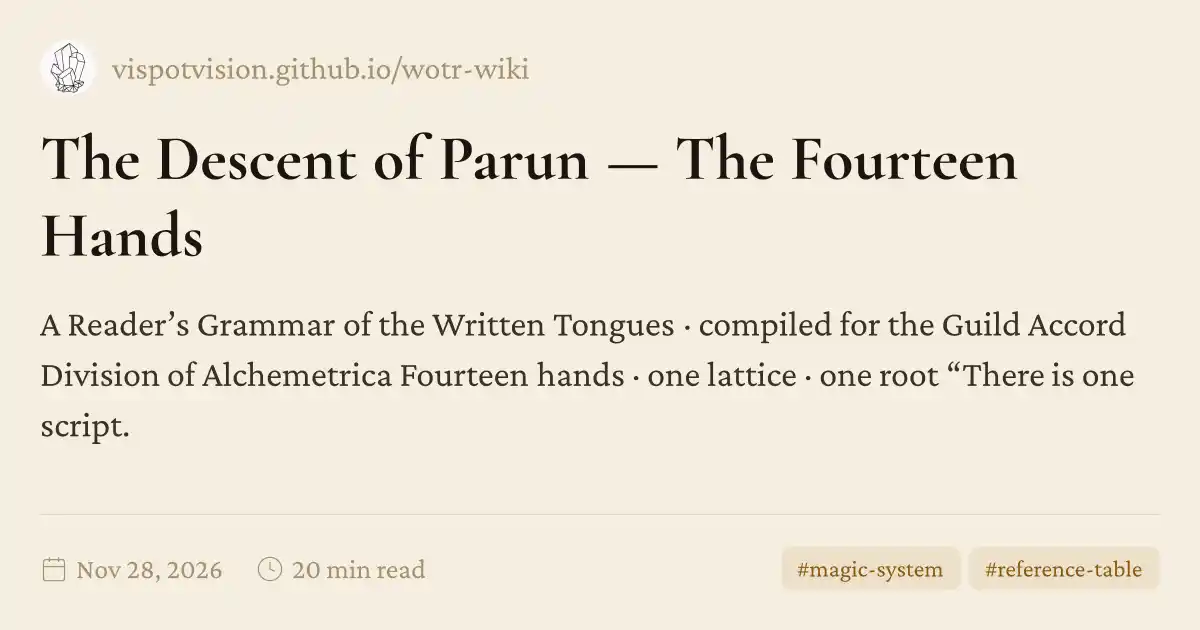 vispotvision.github.io/wotr-wiki
The Descent of Parun — The Fourteen
Hands
A Reader’s Grammar of the Written Tongues · compiled for the Guild Accord
Division of Alchemetrica Fourteen hands · one lattice · one root “There is one
script.
Nov 28, 2026
20 min read
#magic-system
#reference-table